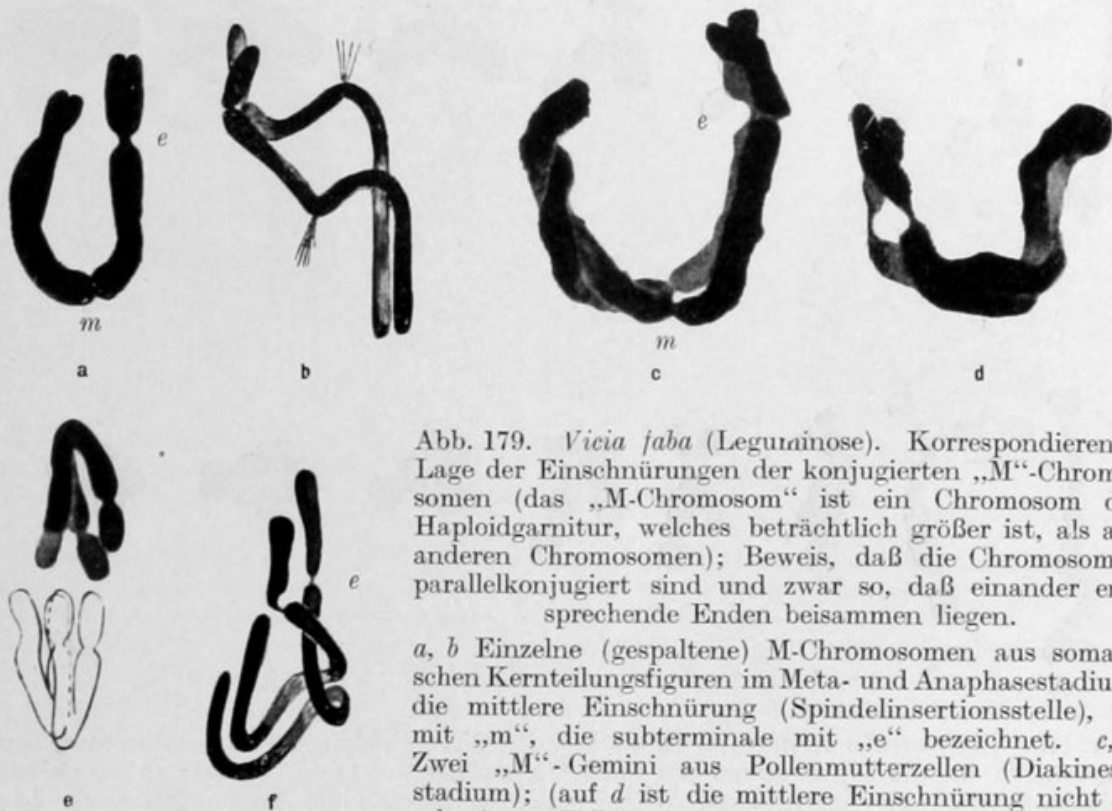 e
e
m
m
a
b
c
d
e
e
f
Abb. 179. Vicia faba (Leguminose). Korrespondieren
Lage der Einschnürungen der konjugierten „M“-Chrom
somen (das „M-Chromosom“ ist ein Chromosom
Haploidgarnitur, welches beträchtlich größer ist, als a
anderen Chromosomen); Beweis, daß die Chromosom
parallelkonjugiert sind und zwar so, daß einander en
sprechende Enden beisammen liegen.
a, b Einzelne (gespaltene) M-Chromosomen aus soma
schen Kernteilungsfiguren im Meta- und Anaphasestadiu
die mittlere Einschnürung (Spindelinsertionsstelle),
mit „m“, die subterminale mit „e“ bezeichnet. c,
Zwei „M“-Gemini aus Pollenmutterzellen (Diakine
stadium); (auf d ist die mittlere Einschnürung nicht